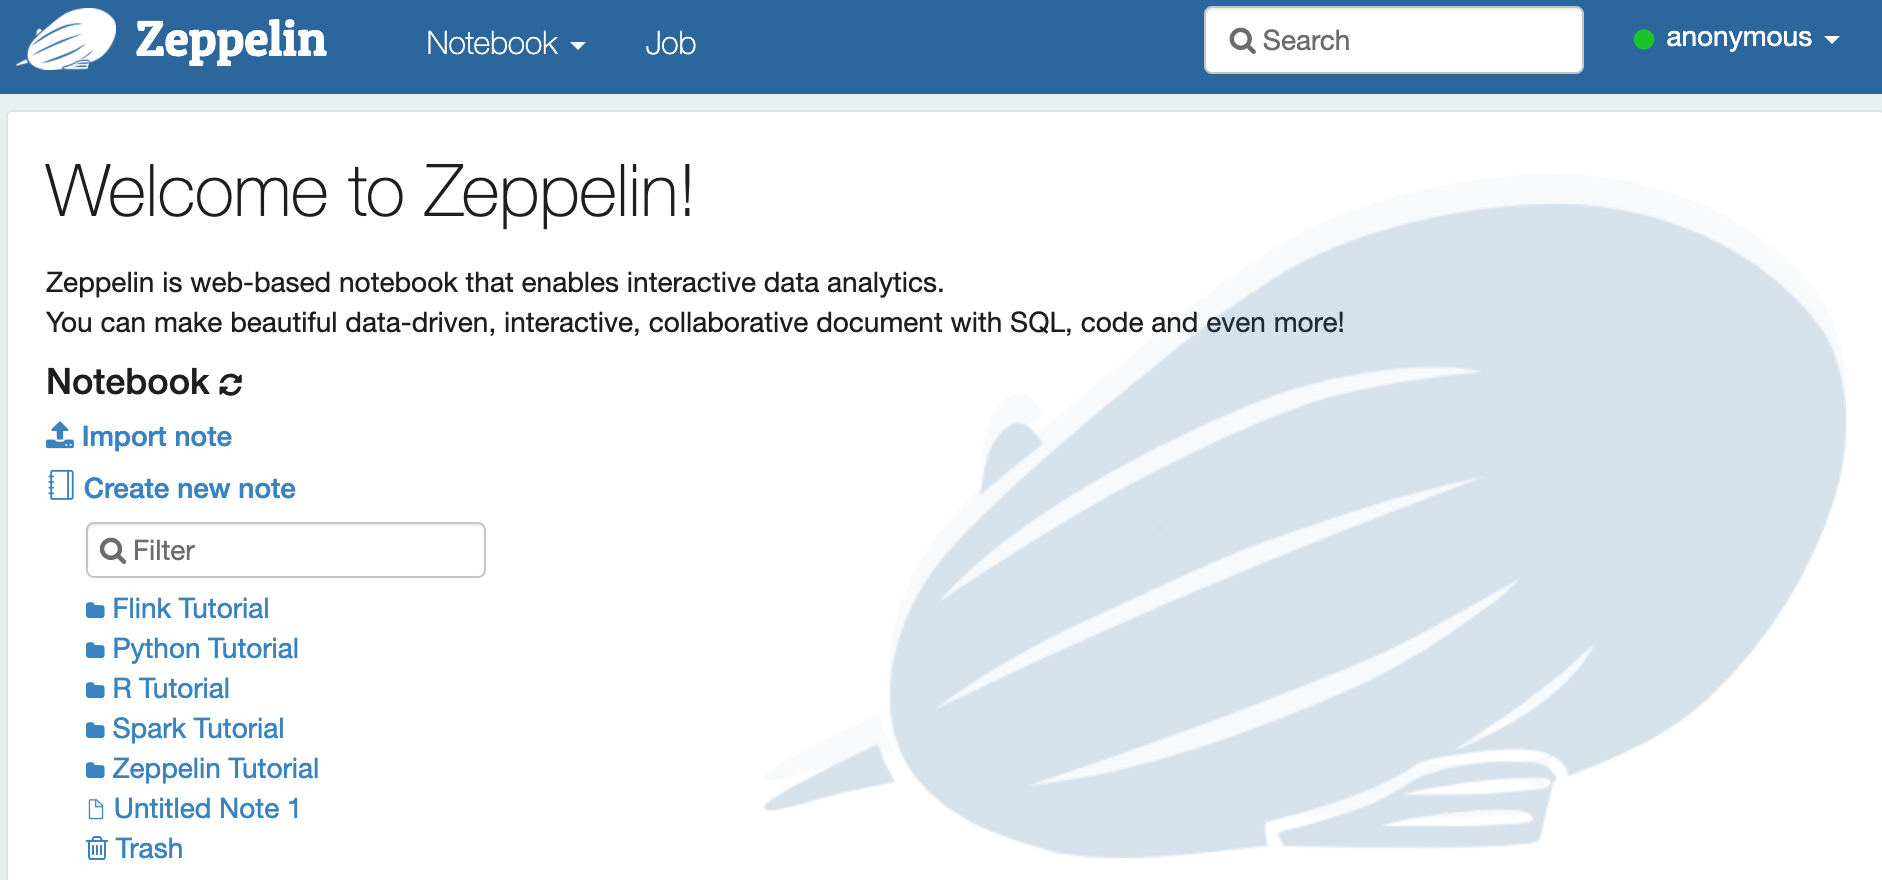 Zeppelin Notebook Job Search anonymous
Welcome to Zeppelin!
Zeppelin is web-based notebook that enables interactive data analytics.
You can make beautiful data-driven, interactive, collaborative document with SQL, code and even more!
Notebook
Import note
Create new note
Filter
Flink Tutorial
Python Tutorial
R Tutorial
Spark Tutorial
Zeppelin Tutorial
Untitled Note 1
Trash